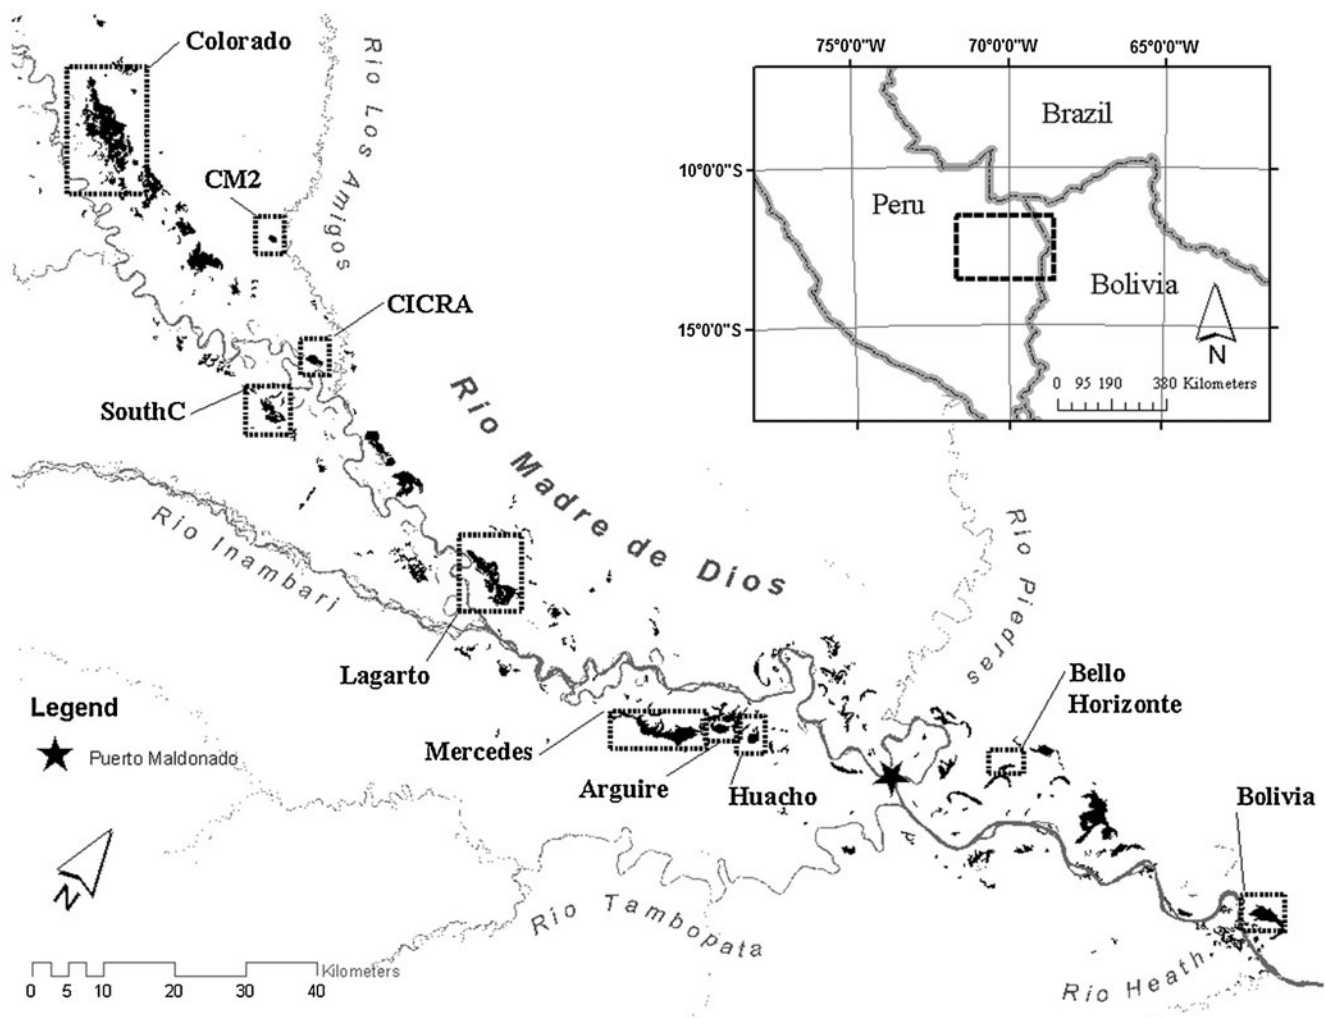 Colorado
CM2
Rio Los Amigos
CICRA
SouthC
Rio Madre de Dios
Rio Inambari
Lagarto
Rio Piedras
Bello
Horizonte
Mercedes
Arguire
Huacho
Bolivia
Rio Tambopata
Rio Heath
Legend
Puerto Maldonado
N
Kilometers
0 5 10 20 30 40
75°0'0"W 70°0'0"W 65°0'0"W
10°0'0"S
15°0'0"S
Brazil
Peru
Bolivia
N
0 95 190 380 Kilometers